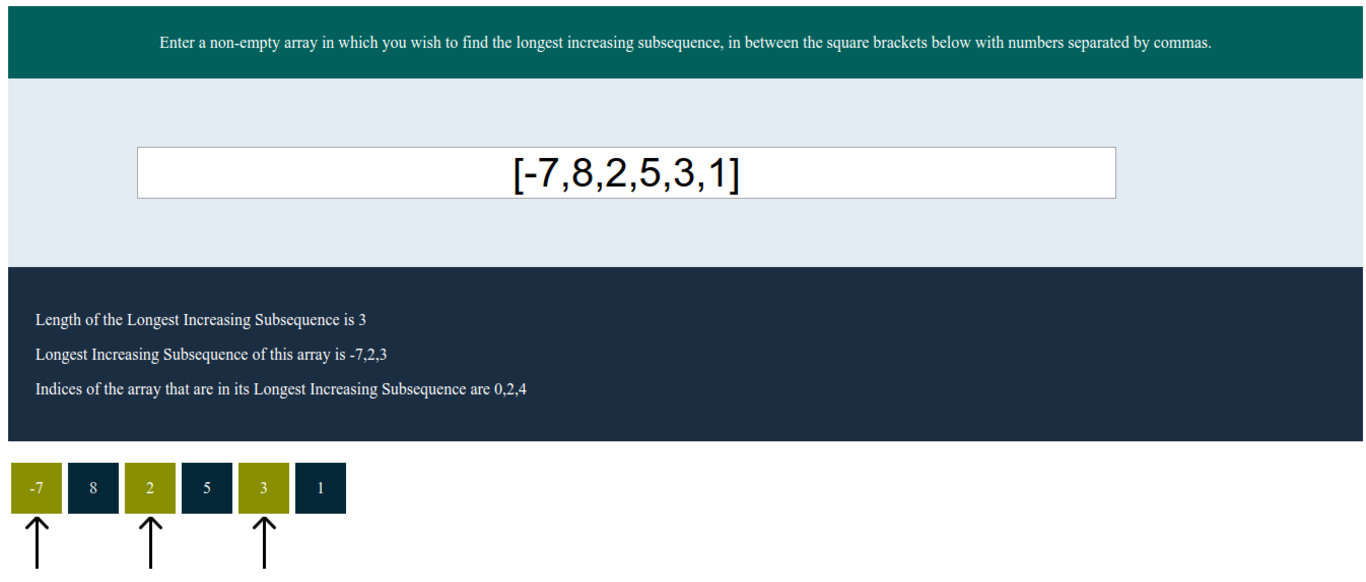 Enter a non-empty array in which you wish to find the longest increasing subsequence, in between the square brackets below with numbers separated by commas.
[-7,8,2,5,3,1]
Length of the Longest Increasing Subsequence is 3
Longest Increasing Subsequence of this array is -7,2,3
Indices of the array that are in its Longest Increasing Subsequence are 0,2,4
-7 8 2 5 3 1